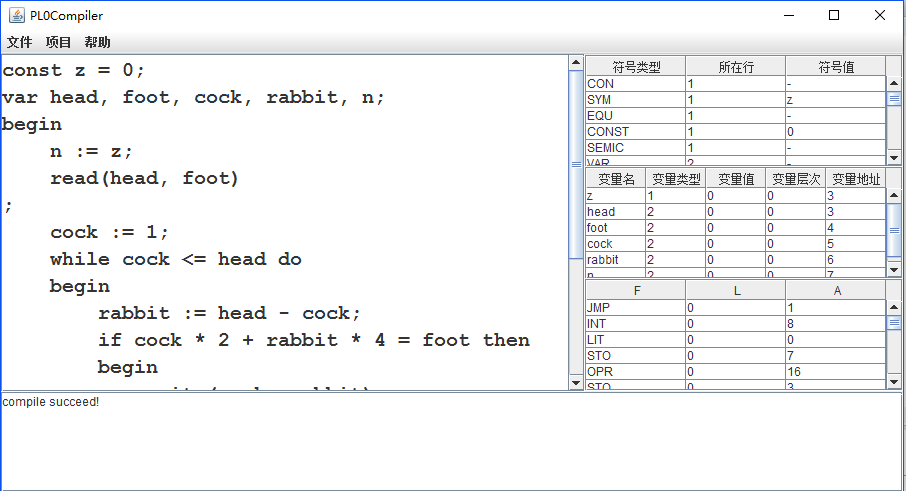 PL0Compiler
文件 项目 帮助
const z = 0;
var head, foot, cock, rabbit, n;
begin
n := z;
read(head, foot)
;
cock := 1;
while cock <= head do
begin
rabbit := head - cock;
if cock * 2 + rabbit * 4 = foot then
begin
符号类型 所在行 符号值
CON 1 -
SYM 1 z
EQU 1 -
CONST 1 0
SEMIC 1 -
VAR 2 -
变量名 变量类型 变量值 变量层次 变量地址
z 1 0 0 3
head 2 0 0 3
foot 2 0 0 4
cock 2 0 0 5
rabbit 2 0 0 6
n 2 0 0 7
F L A
JMP 0 1
INT 0 8
LIT 0 0
STO 0 7
OPR 0 16
STO 0 3
compile succeed!